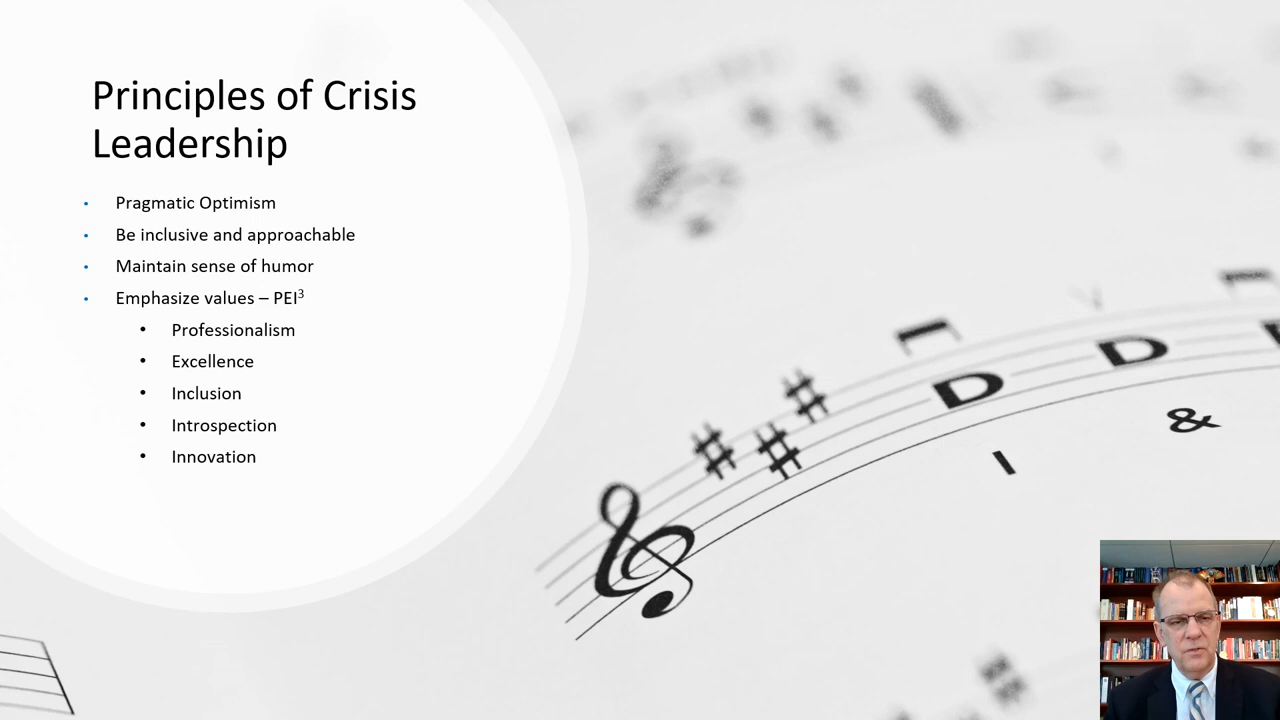 Principles of Crisis
Leadership
• Pragmatic Optimism
• Be inclusive and approachable
• Maintain sense of humor
• Emphasize values – PEI³
• Professionalism
• Excellence
• Inclusion
• Introspection
• Innovation
D D
I &